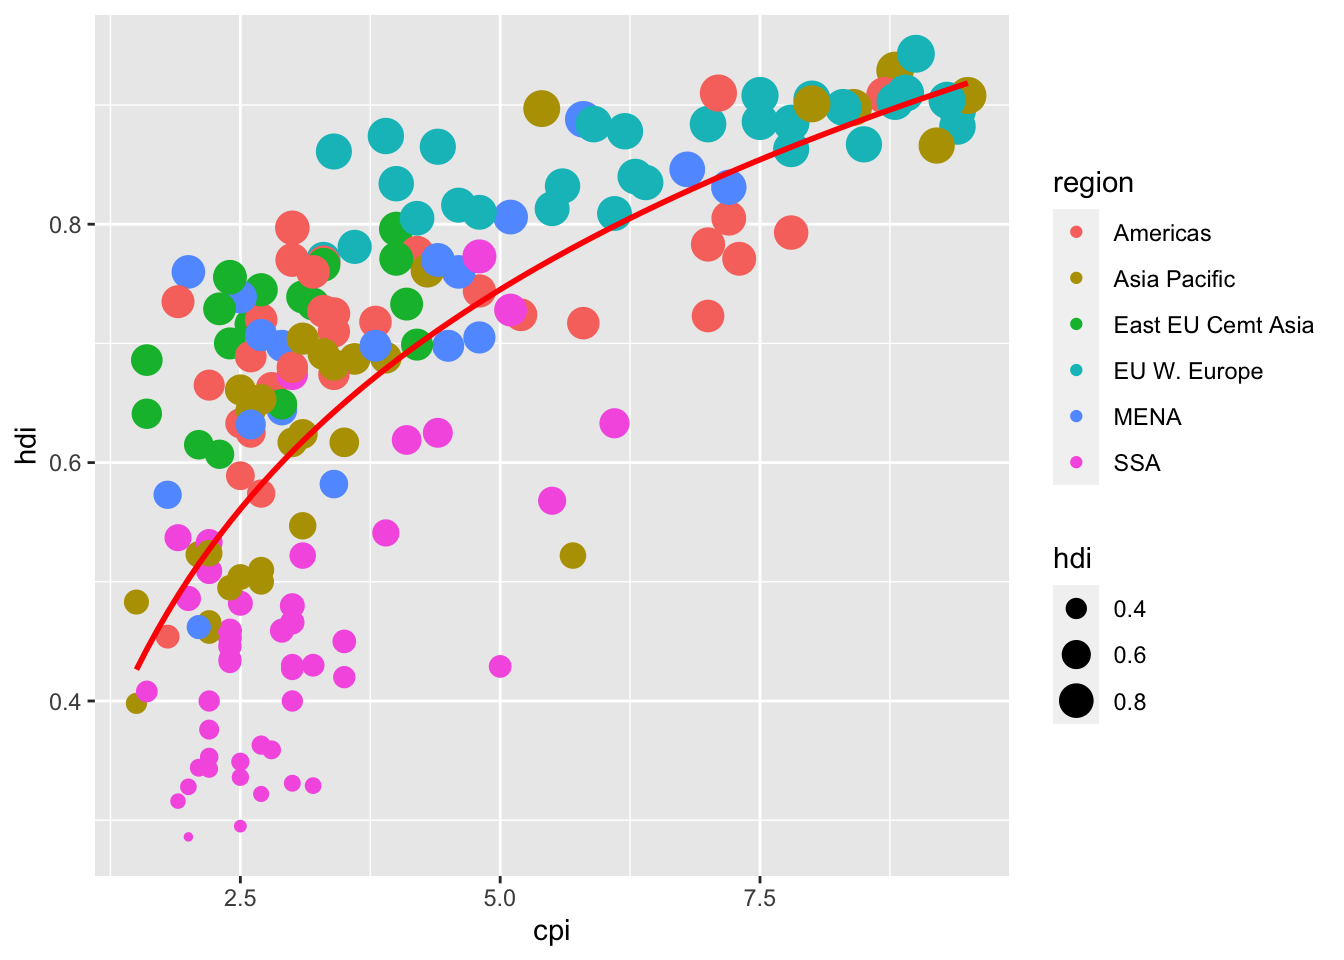 hdi
0.8
0.6
0.4
2.5
5.0
7.5
cpi
region
Americas
Asia Pacific
East EU Cemt Asia
EU W. Europe
MENA
SSA
hdi
0.4
0.6
0.8